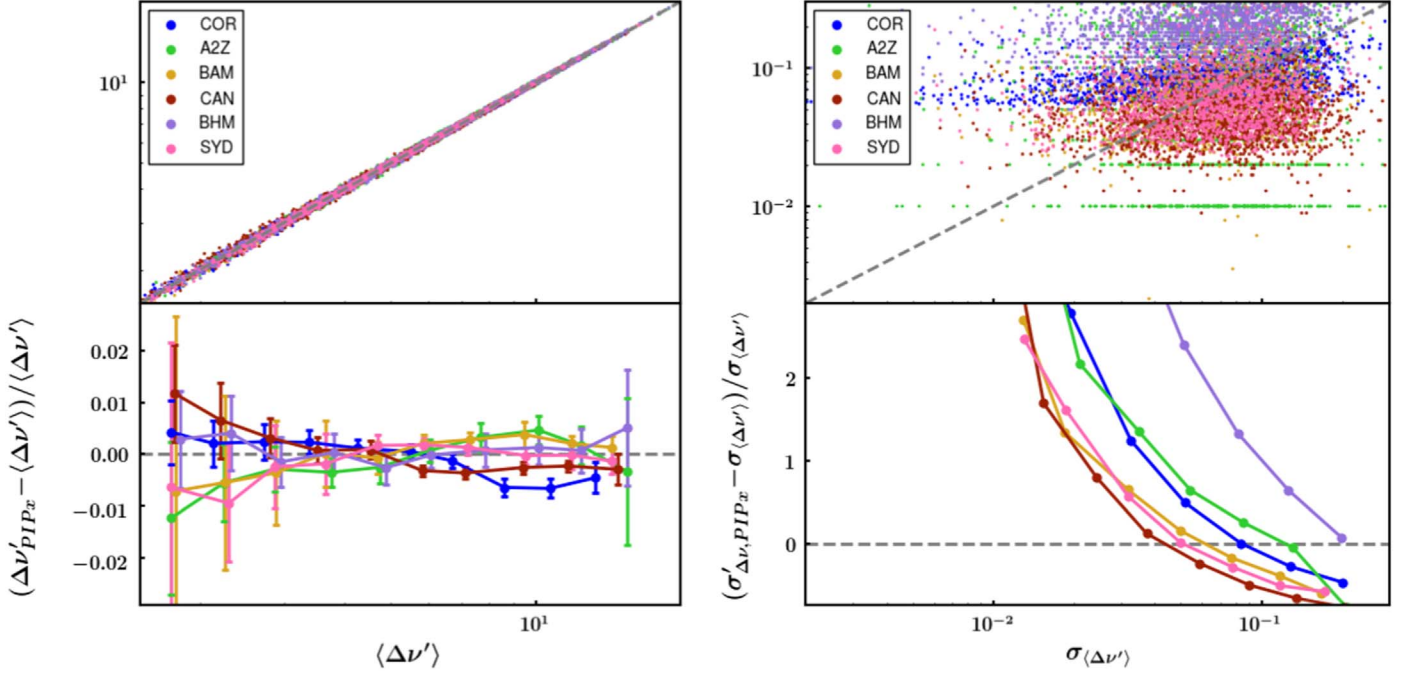 COR
A2Z
BAM
CAN
BHM
SYD
10¹
(Δν′_PIPx − ⟨Δν′⟩)/⟨Δν′⟩
0.02
0.01
0.00
−0.01
−0.02
10¹
⟨Δν′⟩
COR
A2Z
BAM
CAN
BHM
SYD
10⁻¹
10⁻²
(σ′_Δν,PIPx − σ_⟨Δν′⟩)/σ_⟨Δν′⟩
2
1
0
10⁻² 10⁻¹
σ_⟨Δν′⟩